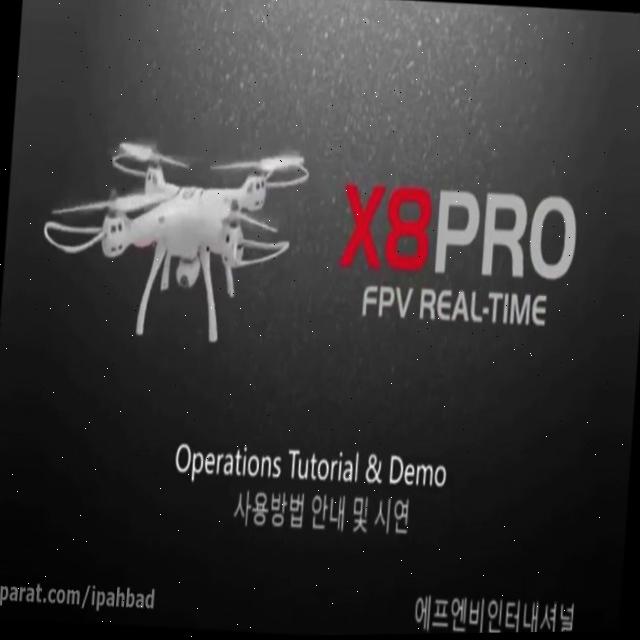 X8PRO
FPV REAL-TIME
Operations Tutorial & Demo
사용방법 안내 및 시연
parat.com/ipahbad
에프엔비인터내셔널